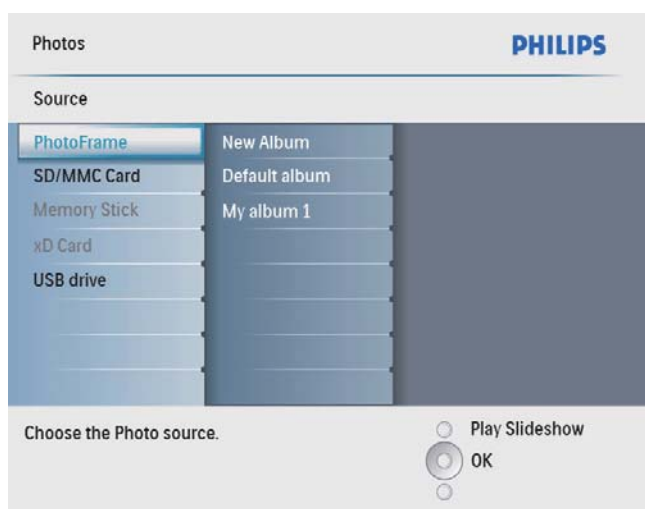 Photos
PHILIPS
Source
PhotoFrame
New Album
SD/MMC Card
Default album
Memory Stick
My album 1
xD Card
USB drive
Choose the Photo source.
Play Slideshow
OK